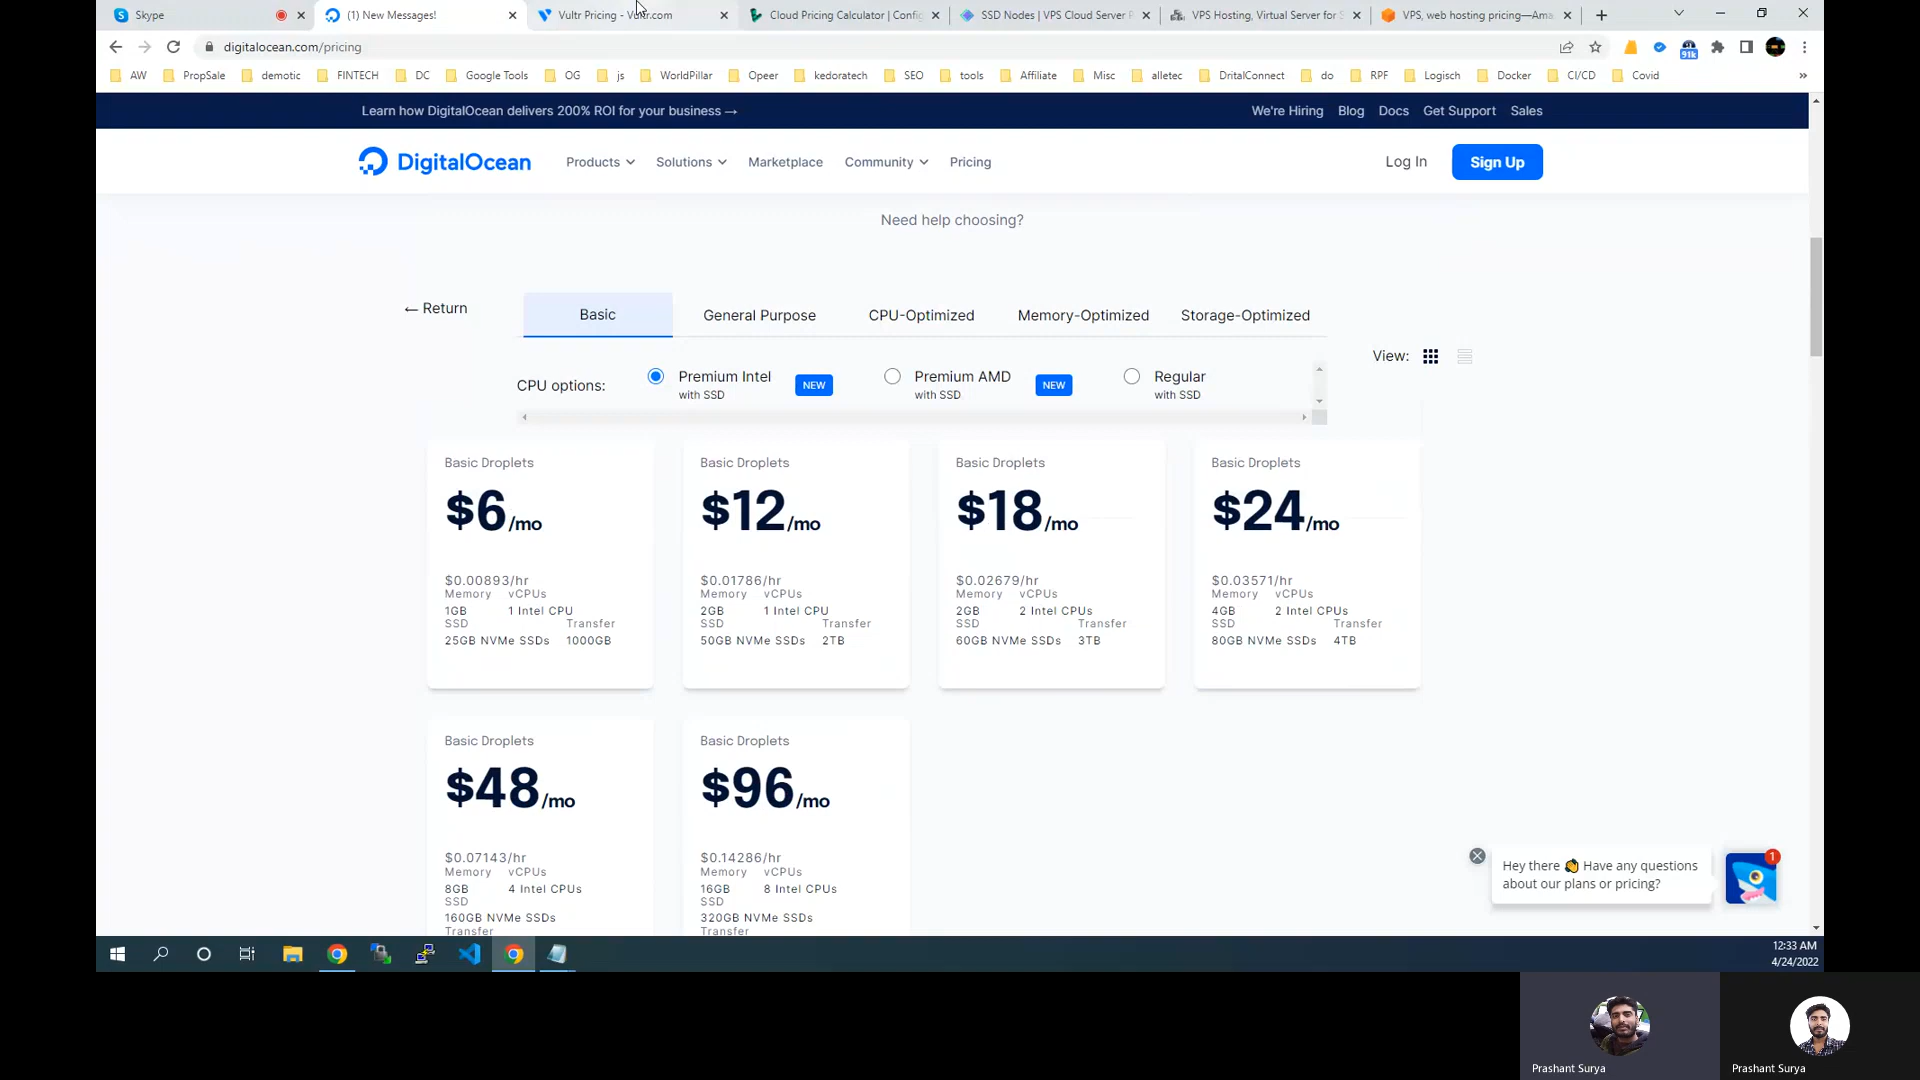 Skype
(1) New Messages!
Vultr Pricing - Vultr.com
Cloud Pricing Calculator | Config
SSD Nodes | VPS Cloud Server P
VPS Hosting, Virtual Server for S
VPS, web hosting pricing—Ama
digitalocean.com/pricing
91k
AW
PropSale
demotic
FINTECH
DC
Google Tools
OG
js
WorldPillar
Opeer
kedoratech
SEO
tools
Affiliate
Misc
alletec
DritalConnect
do
RPF
Logisch
Docker
CI/CD
Covid
»
Learn how DigitalOcean delivers 200% ROI for your business →
We're Hiring
Blog
Docs
Get Support
Sales
DigitalOcean
Products
Solutions
Marketplace
Community
Pricing
Log In
Sign Up
Need help choosing?
← Return
Basic
General Purpose
CPU-Optimized
Memory-Optimized
Storage-Optimized
View:
CPU options:
Premium Intel
with SSD
NEW
Premium AMD
with SSD
NEW
Regular
with SSD
Basic Droplets
$6/mo
$0.00893/hr
Memory vCPUs
1GB 1 Intel CPU
SSD Transfer
25GB NVMe SSDs 1000GB
Basic Droplets
$12/mo
$0.01786/hr
Memory vCPUs
2GB 1 Intel CPU
SSD Transfer
50GB NVMe SSDs 2TB
Basic Droplets
$18/mo
$0.02679/hr
Memory vCPUs
2GB 2 Intel CPUs
SSD Transfer
60GB NVMe SSDs 3TB
Basic Droplets
$24/mo
$0.03571/hr
Memory vCPUs
4GB 2 Intel CPUs
SSD Transfer
80GB NVMe SSDs 4TB
Basic Droplets
$48/mo
$0.07143/hr
Memory vCPUs
8GB 4 Intel CPUs
SSD
160GB NVMe SSDs
Transfer
Basic Droplets
$96/mo
$0.14286/hr
Memory vCPUs
16GB 8 Intel CPUs
SSD
320GB NVMe SSDs
Transfer
Hey there 👋 Have any questions
about our plans or pricing?
1
12:33 AM
4/24/2022
Prashant Surya
Prashant Surya